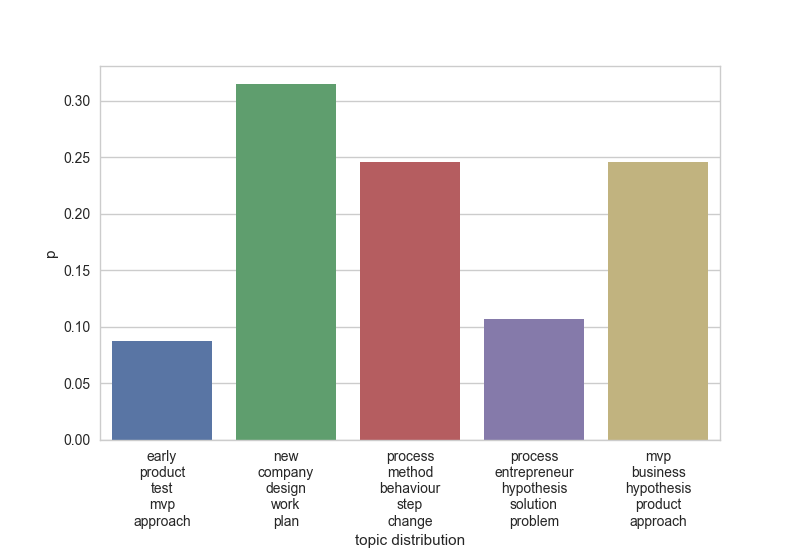 0.30
0.25
0.20
0.15
0.10
0.05
0.00
p
early
product
test
mvp
approach
new
company
design
work
plan
process
method
behaviour
step
change
process
entrepreneur
hypothesis
solution
problem
mvp
business
hypothesis
product
approach
topic distribution